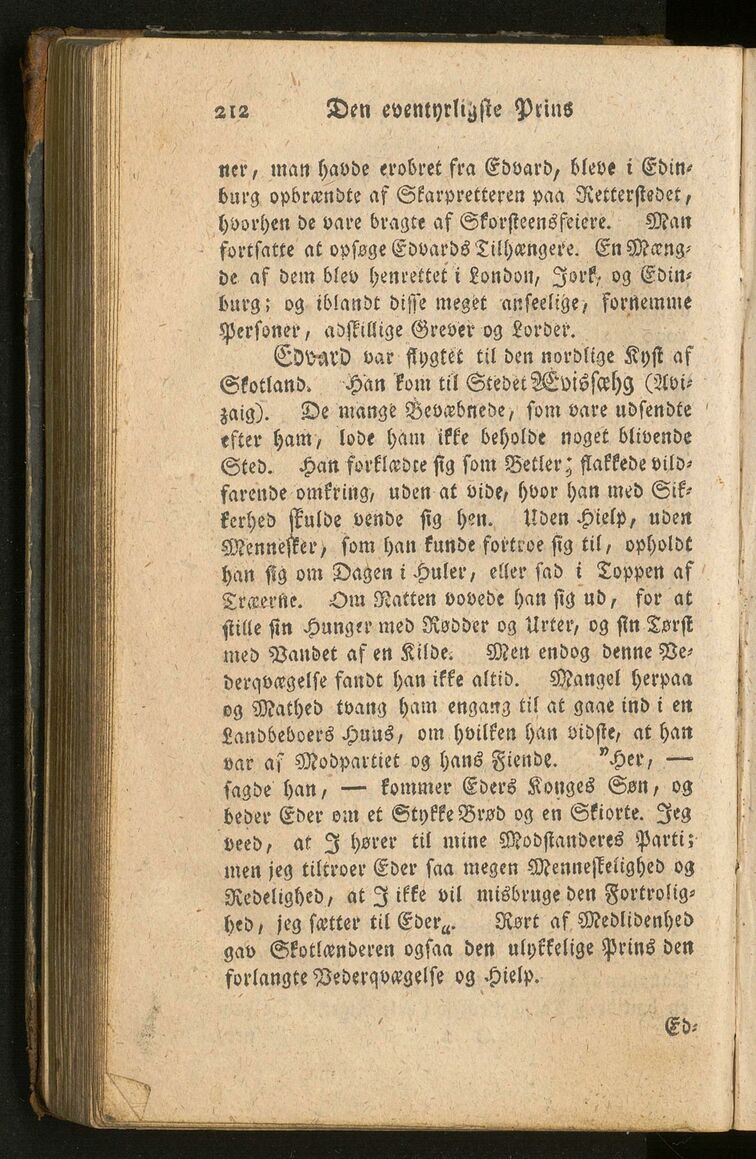 212 Den eventyrligste Prins
ner, man havde erobret fra Edvard, bleve i Edin-
burg opbrændte af Skarpretteren paa Retterstedet,
hvorhen de vare bragte af Skorsteensfeiere. Man
fortsatte at opsøge Edvards Tilhængere. En Mæng-
de af dem blev henrettet i London, Jork, og Edin-
burg; og iblandt disse meget anseelige, fornemme
Personer, adskillige Grever og Lorder.
Edvard var flygtet til den nordlige Kyst af
Skotland. Han kom til Stedet Ævissæhg (Avi-
zaig). De mange Bevæbnede, som vare udsendte
efter ham, lode ham ikke beholde noget blivende
Sted. Han forklædte sig som Betler; flakkede vild-
farende omkring, uden at vide, hvor han med Sik-
kerhed skulde vende sig hen. Uden Hielp, uden
Mennesker, som han kunde fortroe sig til, opholdt
han sig om Dagen i Huler, eller sad i Toppen af
Træerne. Om Natten vovede han sig ud, for at
stille sin Hunger med Rødder og Urter, og sin Tørst
med Vandet af en Kilde. Men endog denne Ve-
derqvægelse fandt han ikke altid. Mangel herpaa
og Mathed tvang ham engang til at gaae ind i en
Landbeboers Huus, om hvilken han vidste, at han
var af Modpartiet og hans Fiende. "Her, —
sagde han, — kommer Eders Konges Søn, og
beder Eder om et Stykke Brød og en Skiorte. Jeg
veed, at I hører til mine Modstanderes Parti;
men jeg tiltroer Eder saa megen Menneskelighed og
Redelighed, at I ikke vil misbruge den Fortrolig-
hed, jeg sætter til Eder„. Rørt af Medlidenhed
gav Skotlænderen ogsaa den ulykkelige Prins den
forlangte Vederqvægelse og Hielp.
Ed-